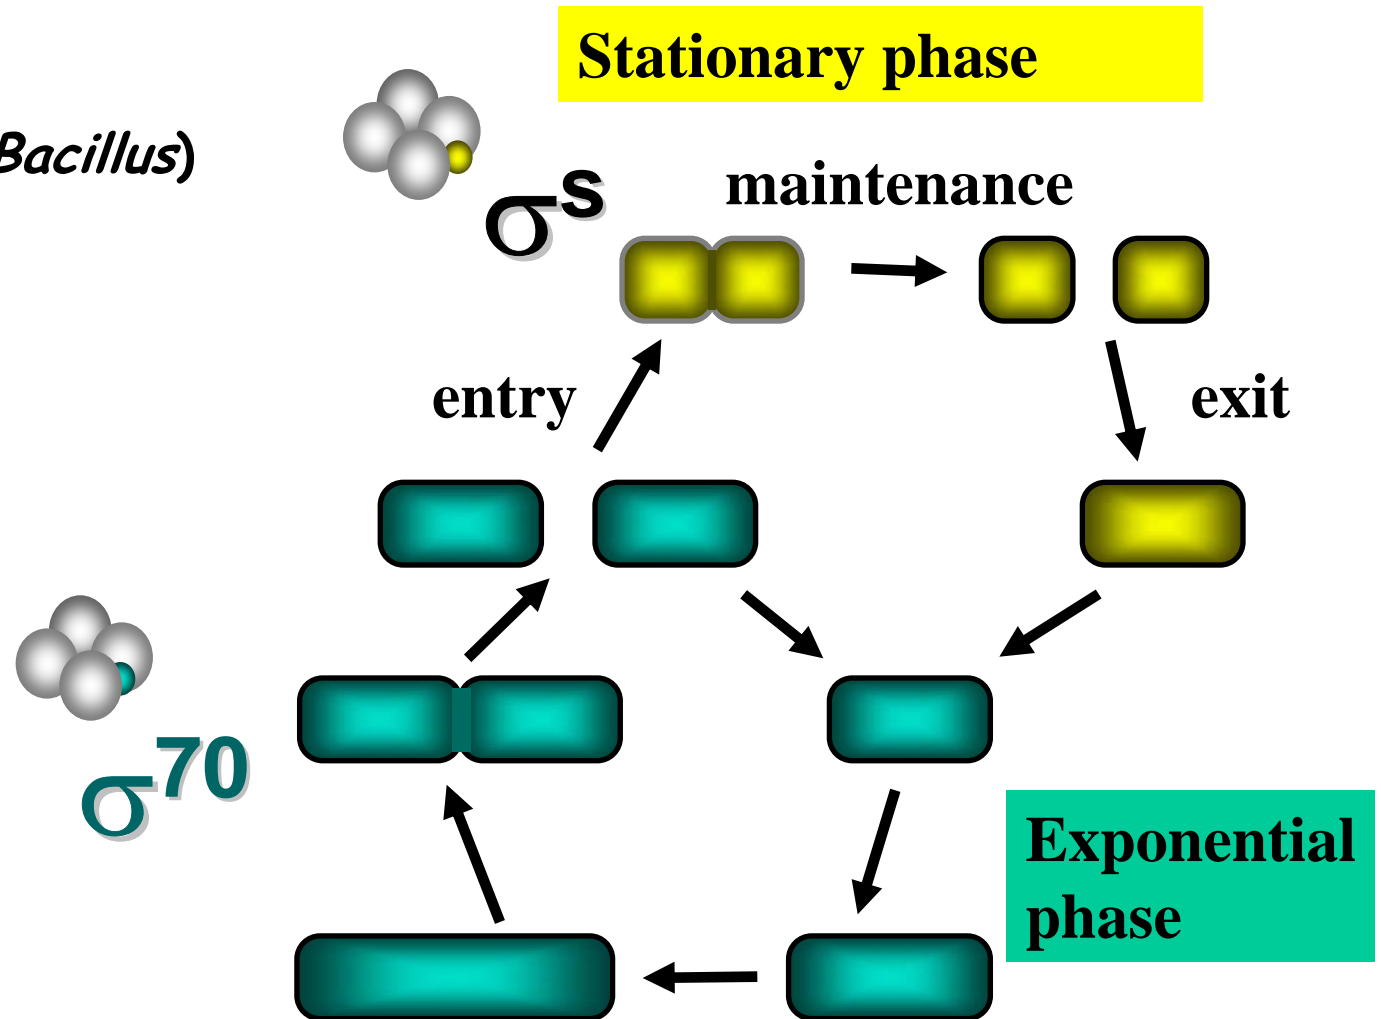 Stationary phase
Bacillus)
σS
maintenance
entry
exit
σ70
Exponential
phase